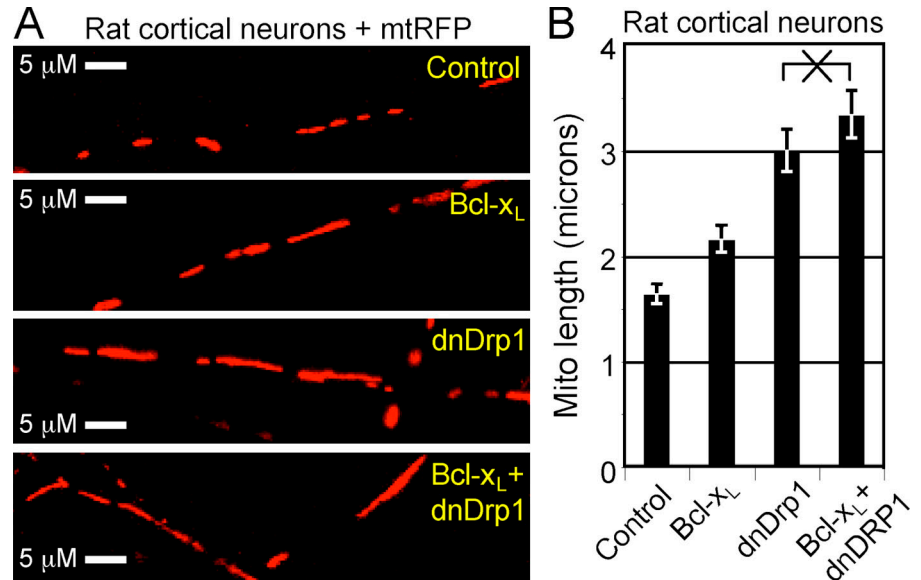 A
Rat cortical neurons + mtRFP
5 μM
Control
5 μM
Bcl-xL
dnDrp1
5 μM
Bcl-xL+
dnDrp1
5 μM
B
Rat cortical neurons
Mito length (microns)
4
3
2
1
0
Control
Bcl-xL
dnDrp1
Bcl-xL+
dnDRP1